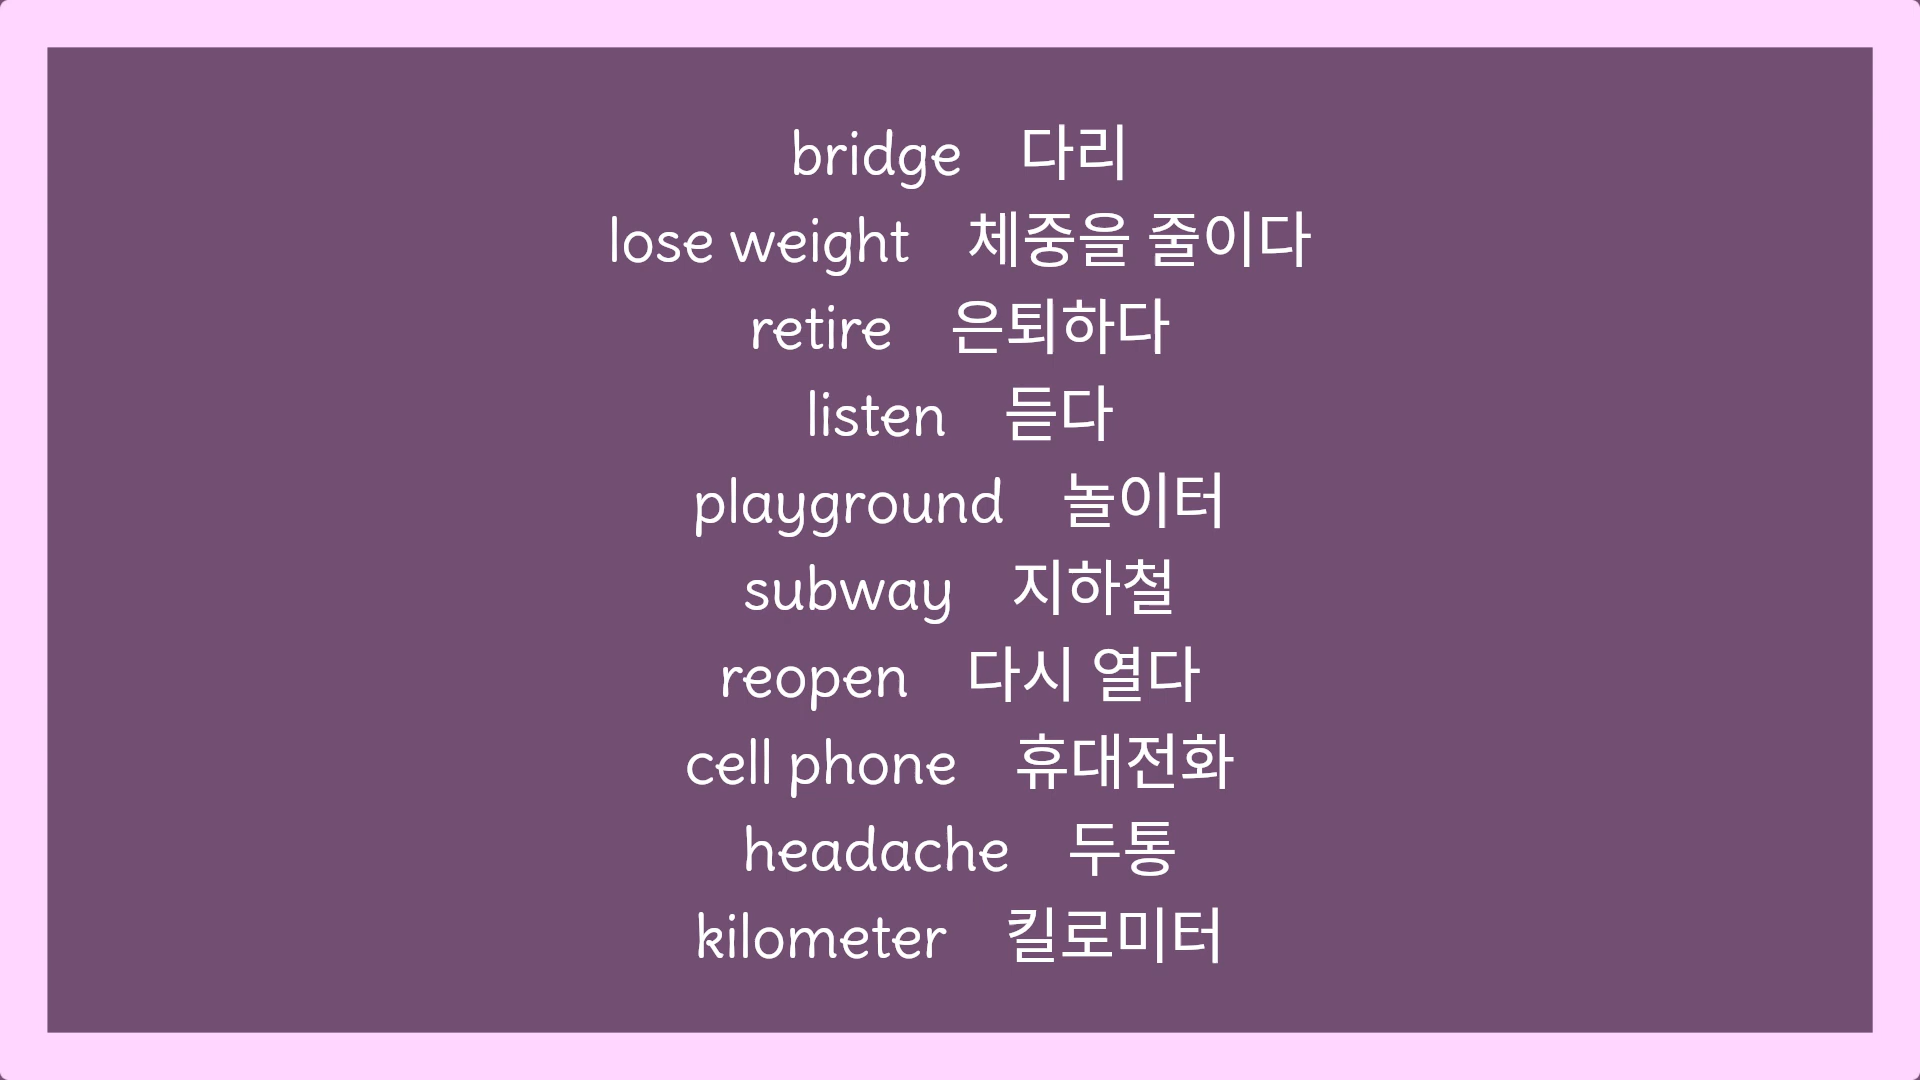 bridge 다리
lose weight 체중을 줄이다
retire 은퇴하다
listen 듣다
playground 놀이터
subway 지하철
reopen 다시 열다
cell phone 휴대전화
headache 두통
kilometer 킬로미터